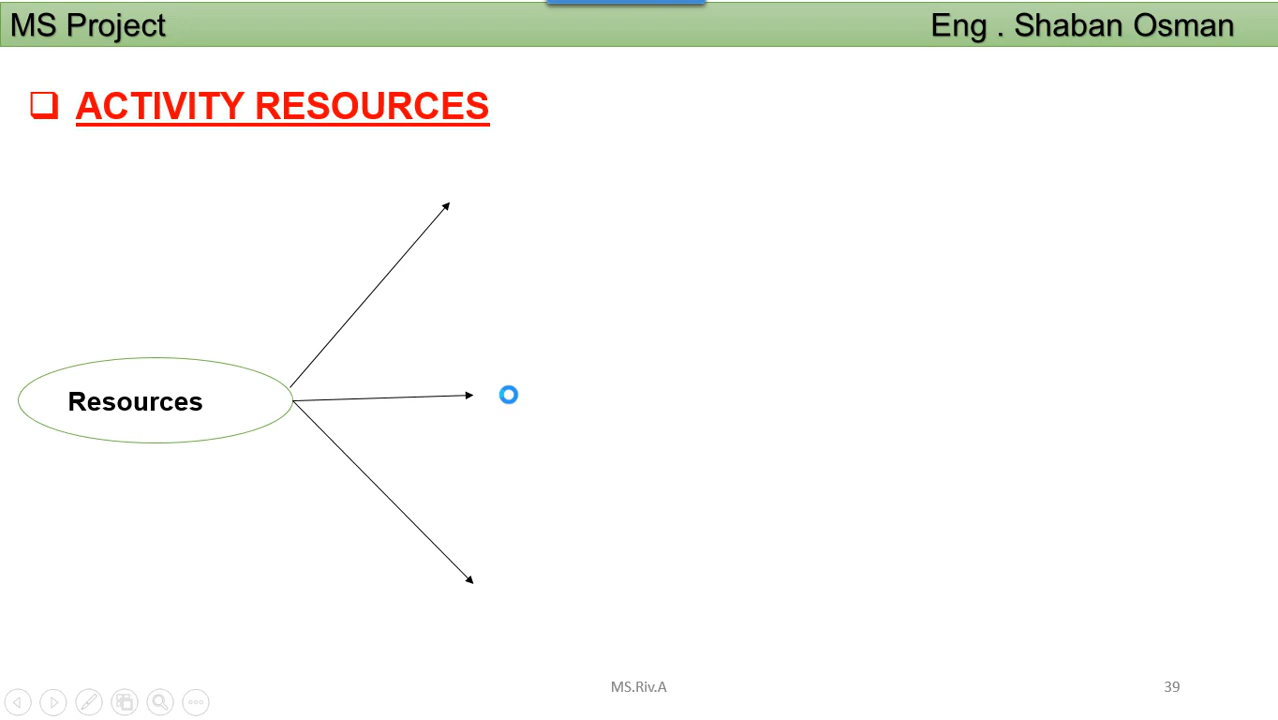 MS Project
Eng . Shaban Osman
ACTIVITY RESOURCES
Resources
MS.Riv.A
39